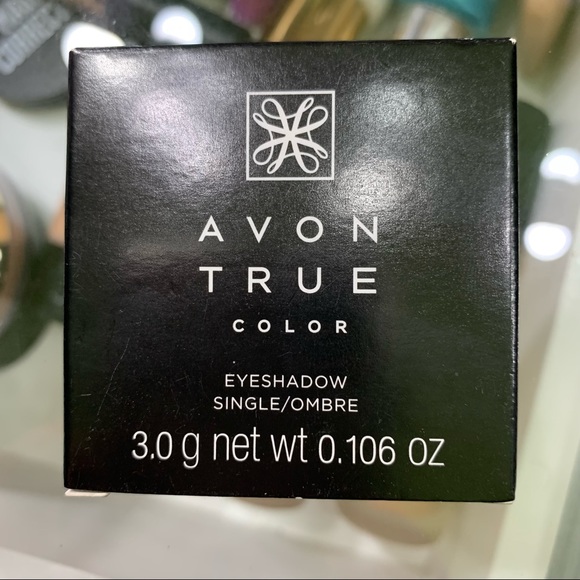 AVON
TRUE
COLOR
EYESHADOW
SINGLE/OMBRE
3.0 g net wt 0.106 OZ